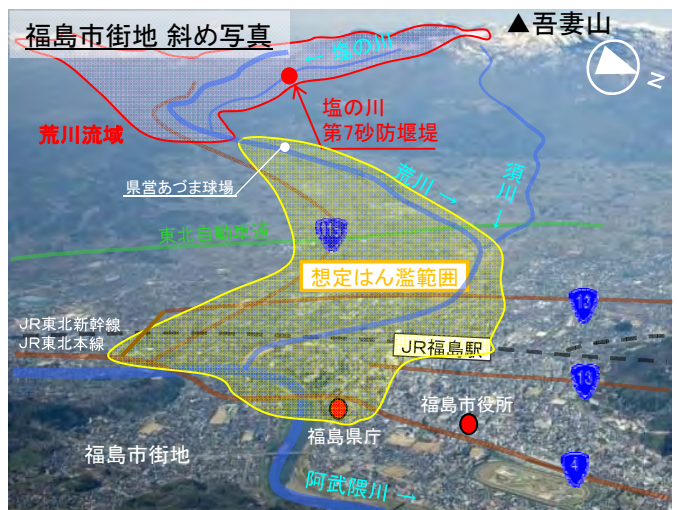 福島市街地 斜め写真
▲吾妻山
← 塩の川
N
塩の川
第7砂防堰堤
荒川流域
荒川 →
須川 →
県営あづま球場
115
東北自動車道
想定はん濫範囲
13
JR東北新幹線
JR東北本線
JR福島駅
13
福島市役所
福島県庁
福島市街地
4
阿武隈川 →